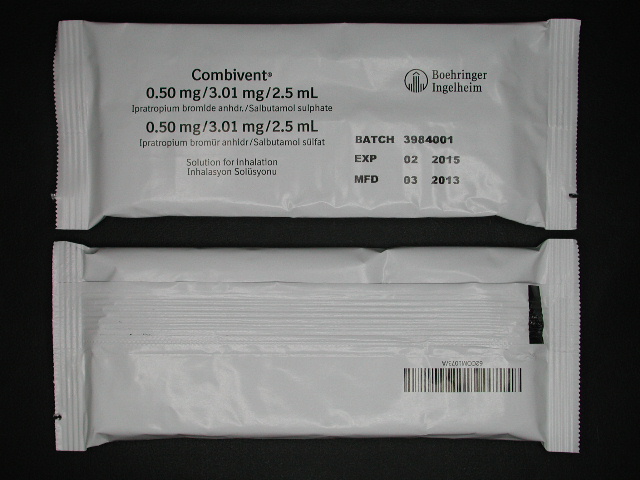 Combivent®
0.50 mg/3.01 mg/2.5 mL
Ipratropium bromide anhdr./Salbutamol sulphate
0.50 mg/3.01 mg/2.5 mL
Ipratropium bromür anhidr/Salbutamol sülfat
Solution for Inhalation
Inhalasyon Solüsyonu
Boehringer
Ingelheim
BATCH 3984001
EXP 02 2015
MFD 03 2013